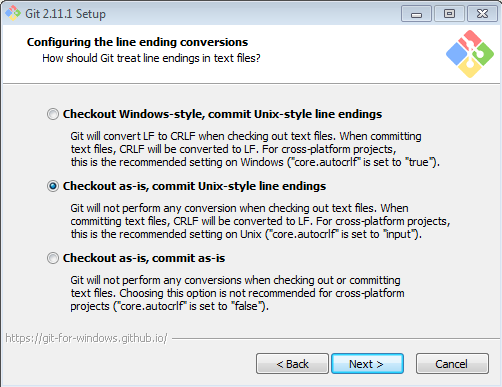 Git 2.11.1 Setup
Configuring the line ending conversions
How should Git treat line endings in text files?
Checkout Windows-style, commit Unix-style line endings
Git will convert LF to CRLF when checking out text files. When committing
text files, CRLF will be converted to LF. For cross-platform projects,
this is the recommended setting on Windows ("core.autocrlf" is set to "true").
Checkout as-is, commit Unix-style line endings
Git will not perform any conversion when checking out text files. When
committing text files, CRLF will be converted to LF. For cross-platform projects,
this is the recommended setting on Unix ("core.autocrlf" is set to "input").
Checkout as-is, commit as-is
Git will not perform any conversions when checking out or committing
text files. Choosing this option is not recommended for cross-platform
projects ("core.autocrlf" is set to "false").
https://git-for-windows.github.io/
< Back
Next >
Cancel